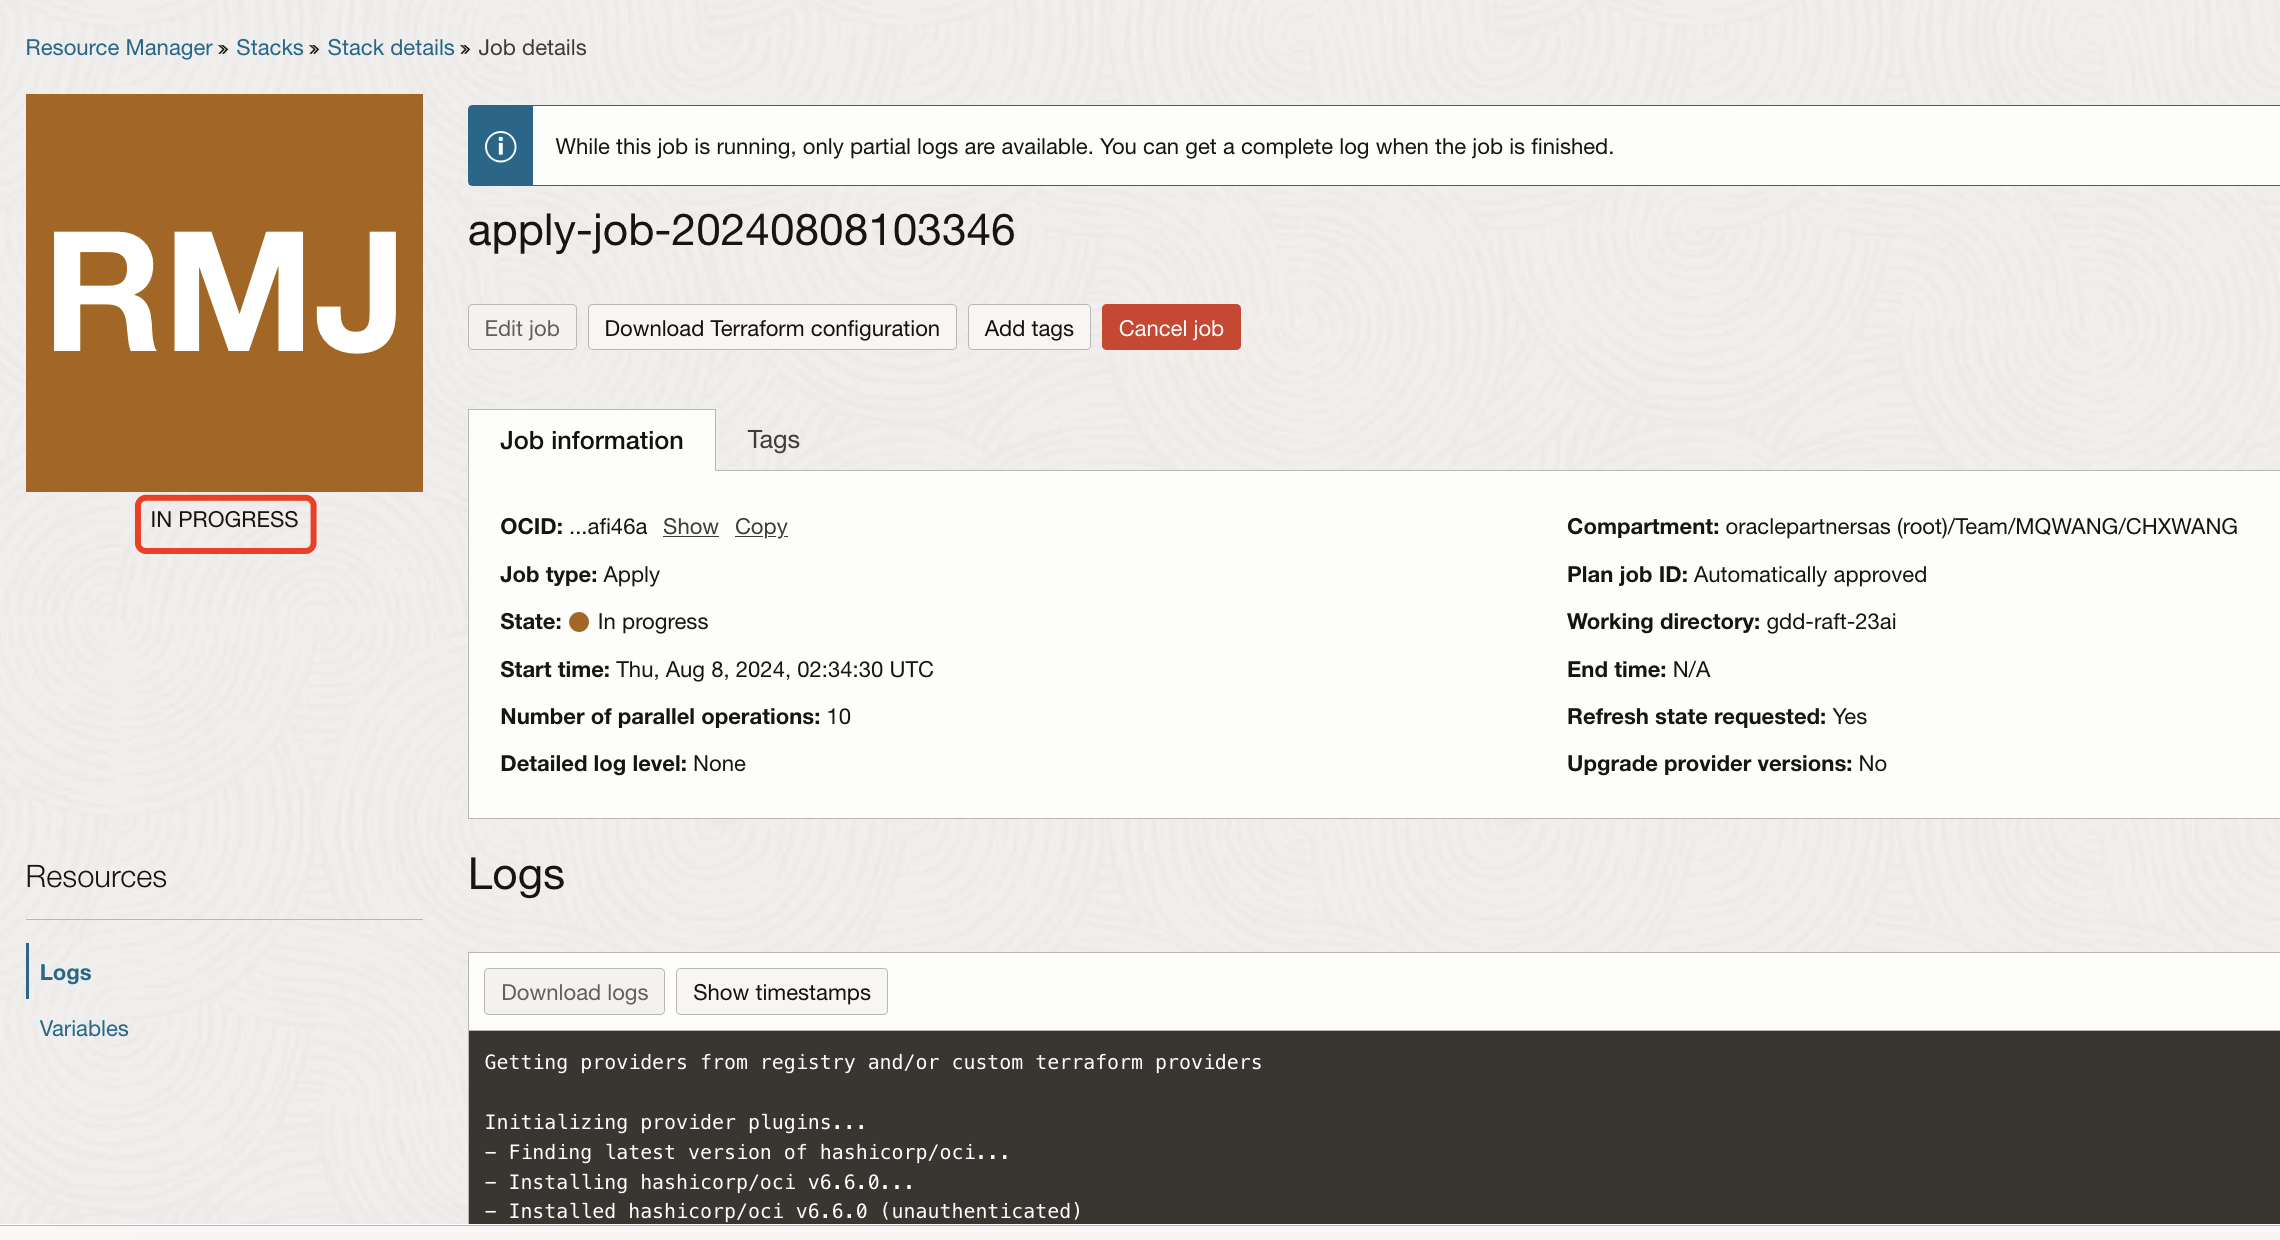 Resource Manager » Stacks » Stack details » Job details
RMJ
IN PROGRESS
While this job is running, only partial logs are available. You can get a complete log when the job is finished.
apply-job-20240808103346
Edit job Download Terraform configuration Add tags Cancel job
Job information Tags
OCID: ...afi46a Show Copy
Job type: Apply
State: In progress
Start time: Thu, Aug 8, 2024, 02:34:30 UTC
Number of parallel operations: 10
Detailed log level: None
Compartment: oraclepartnersas (root)/Team/MQWANG/CHXWANG
Plan job ID: Automatically approved
Working directory: gdd-raft-23ai
End time: N/A
Refresh state requested: Yes
Upgrade provider versions: No
Resources
Logs
Variables
Logs
Download logs Show timestamps
Getting providers from registry and/or custom terraform providers
Initializing provider plugins...
- Finding latest version of hashicorp/oci...
- Installing hashicorp/oci v6.6.0...
- Installed hashicorp/oci v6.6.0 (unauthenticated)